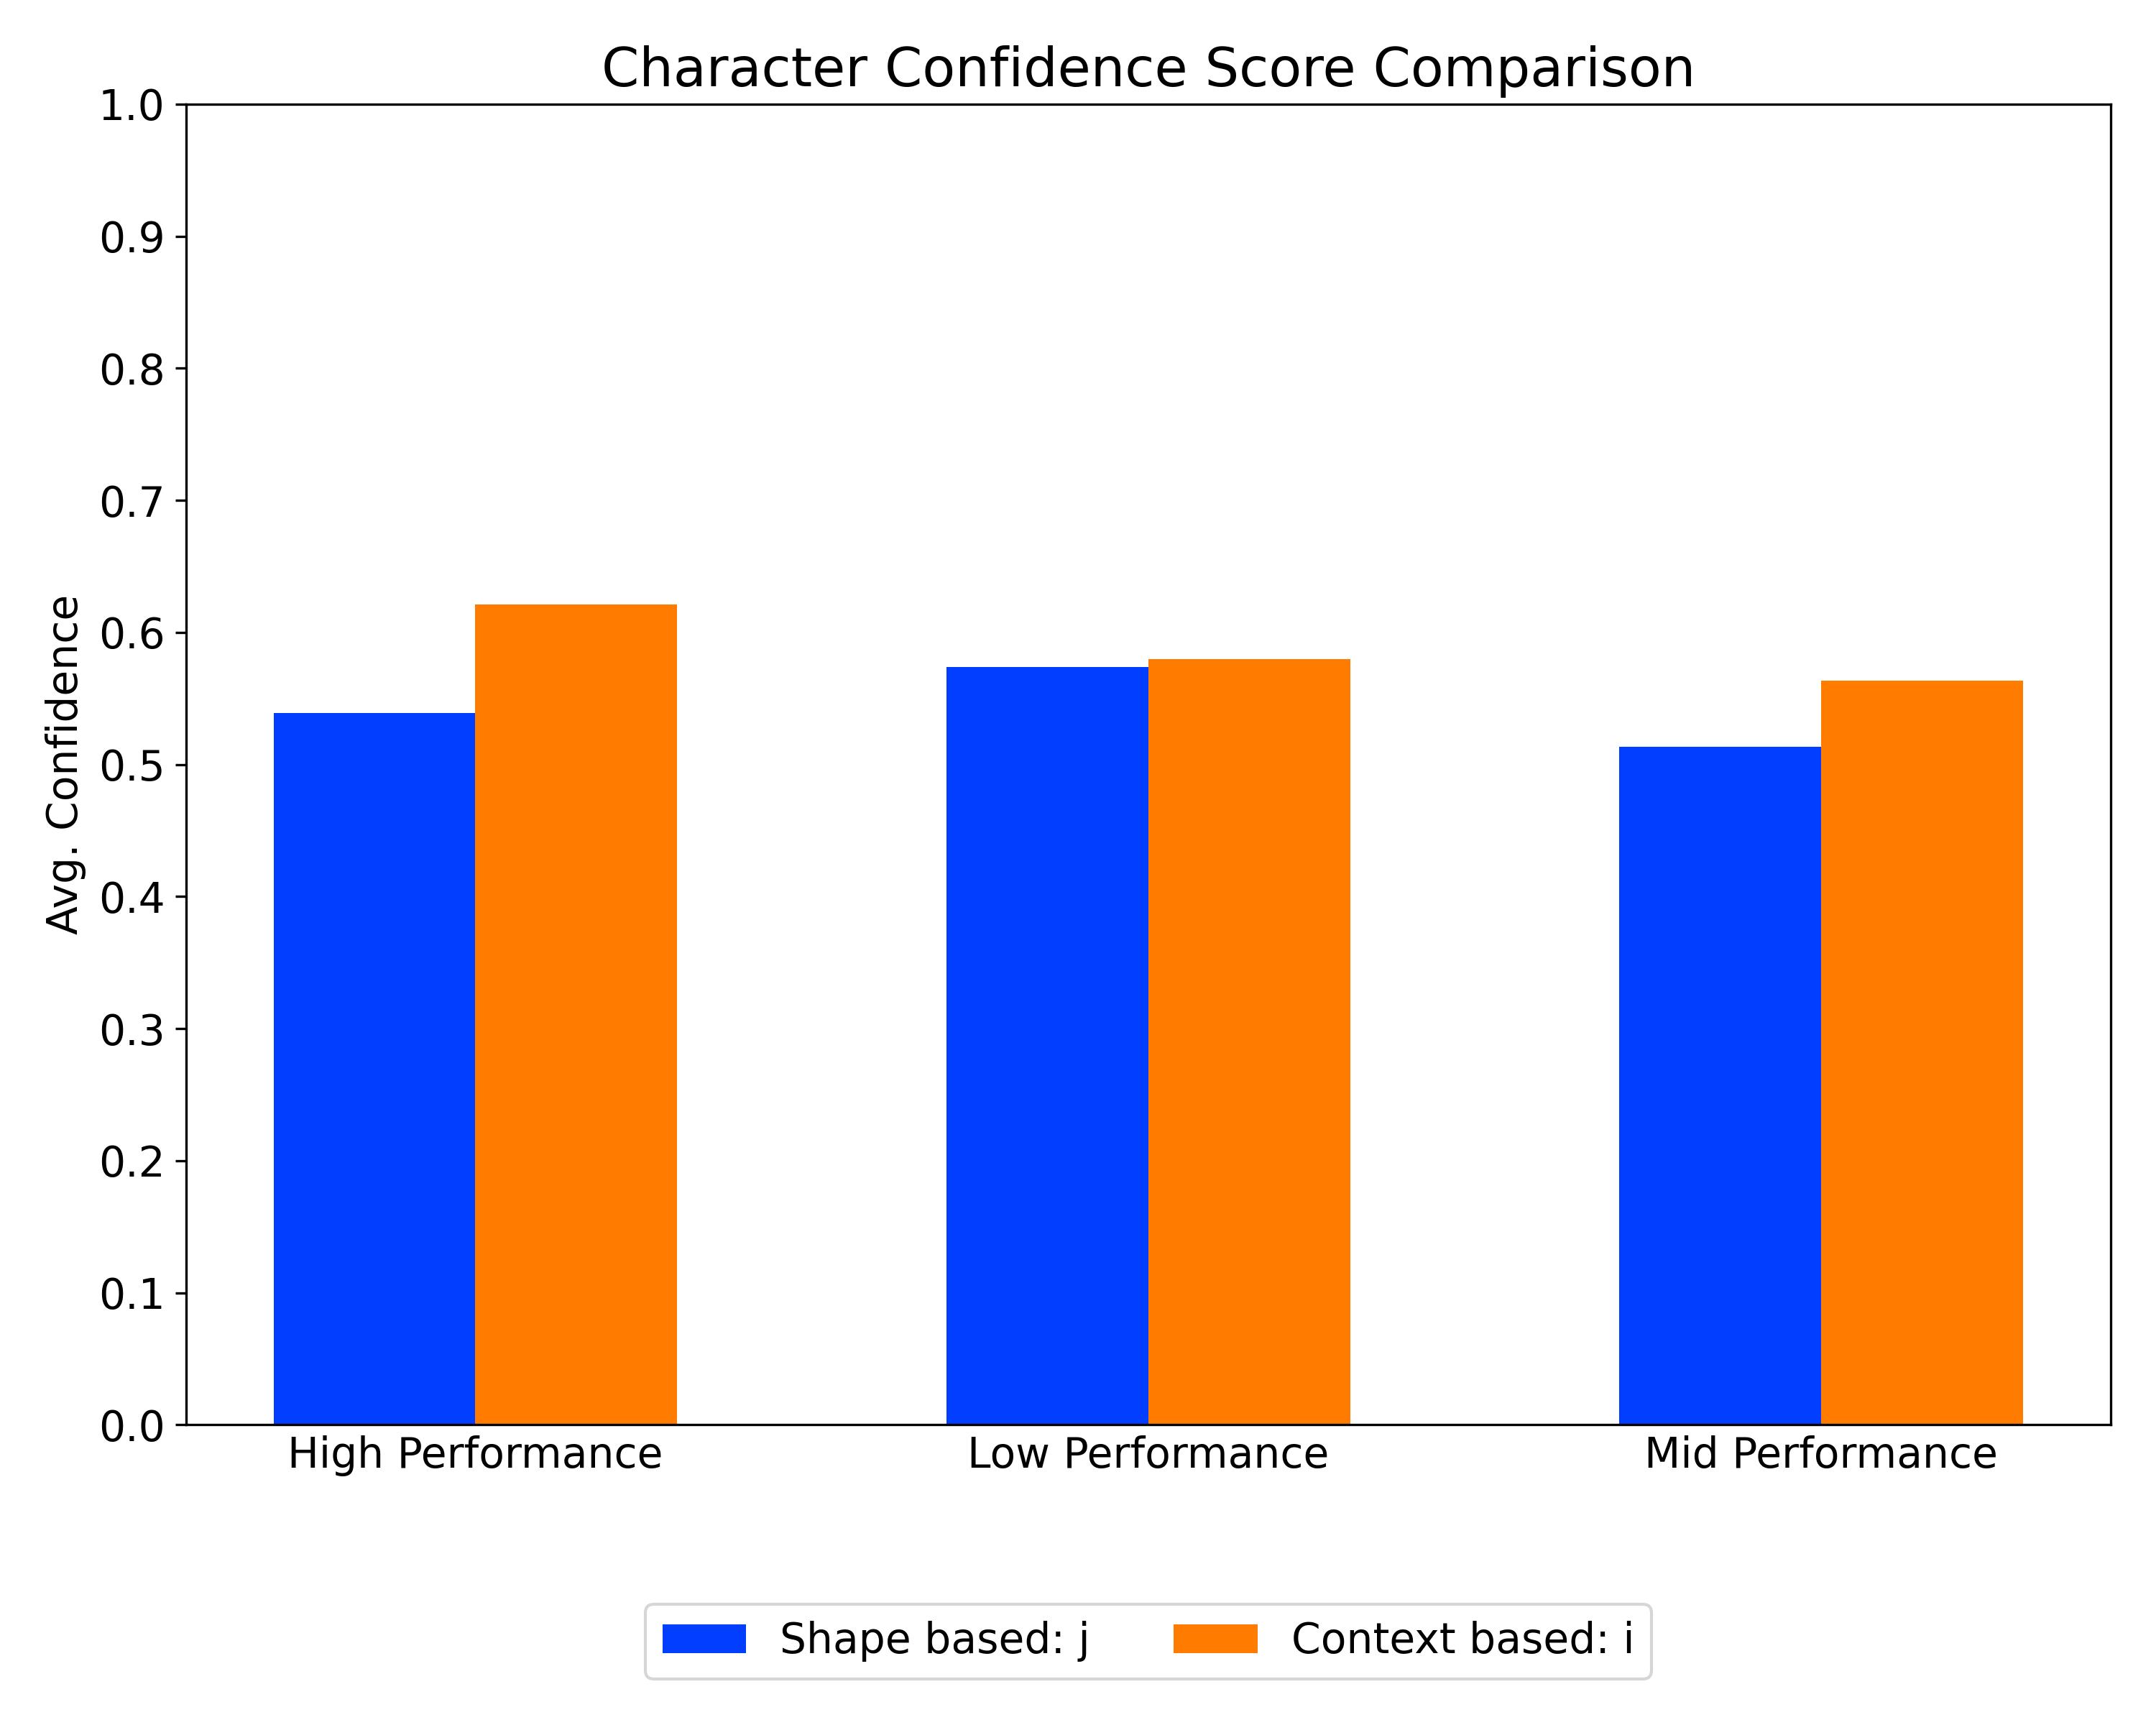 Character Confidence Score Comparison
1.0
0.9
0.8
0.7
0.6
0.5
0.4
0.3
0.2
0.1
0.0
Avg. Confidence
High Performance
Low Performance
Mid Performance
Shape based: j
Context based: i